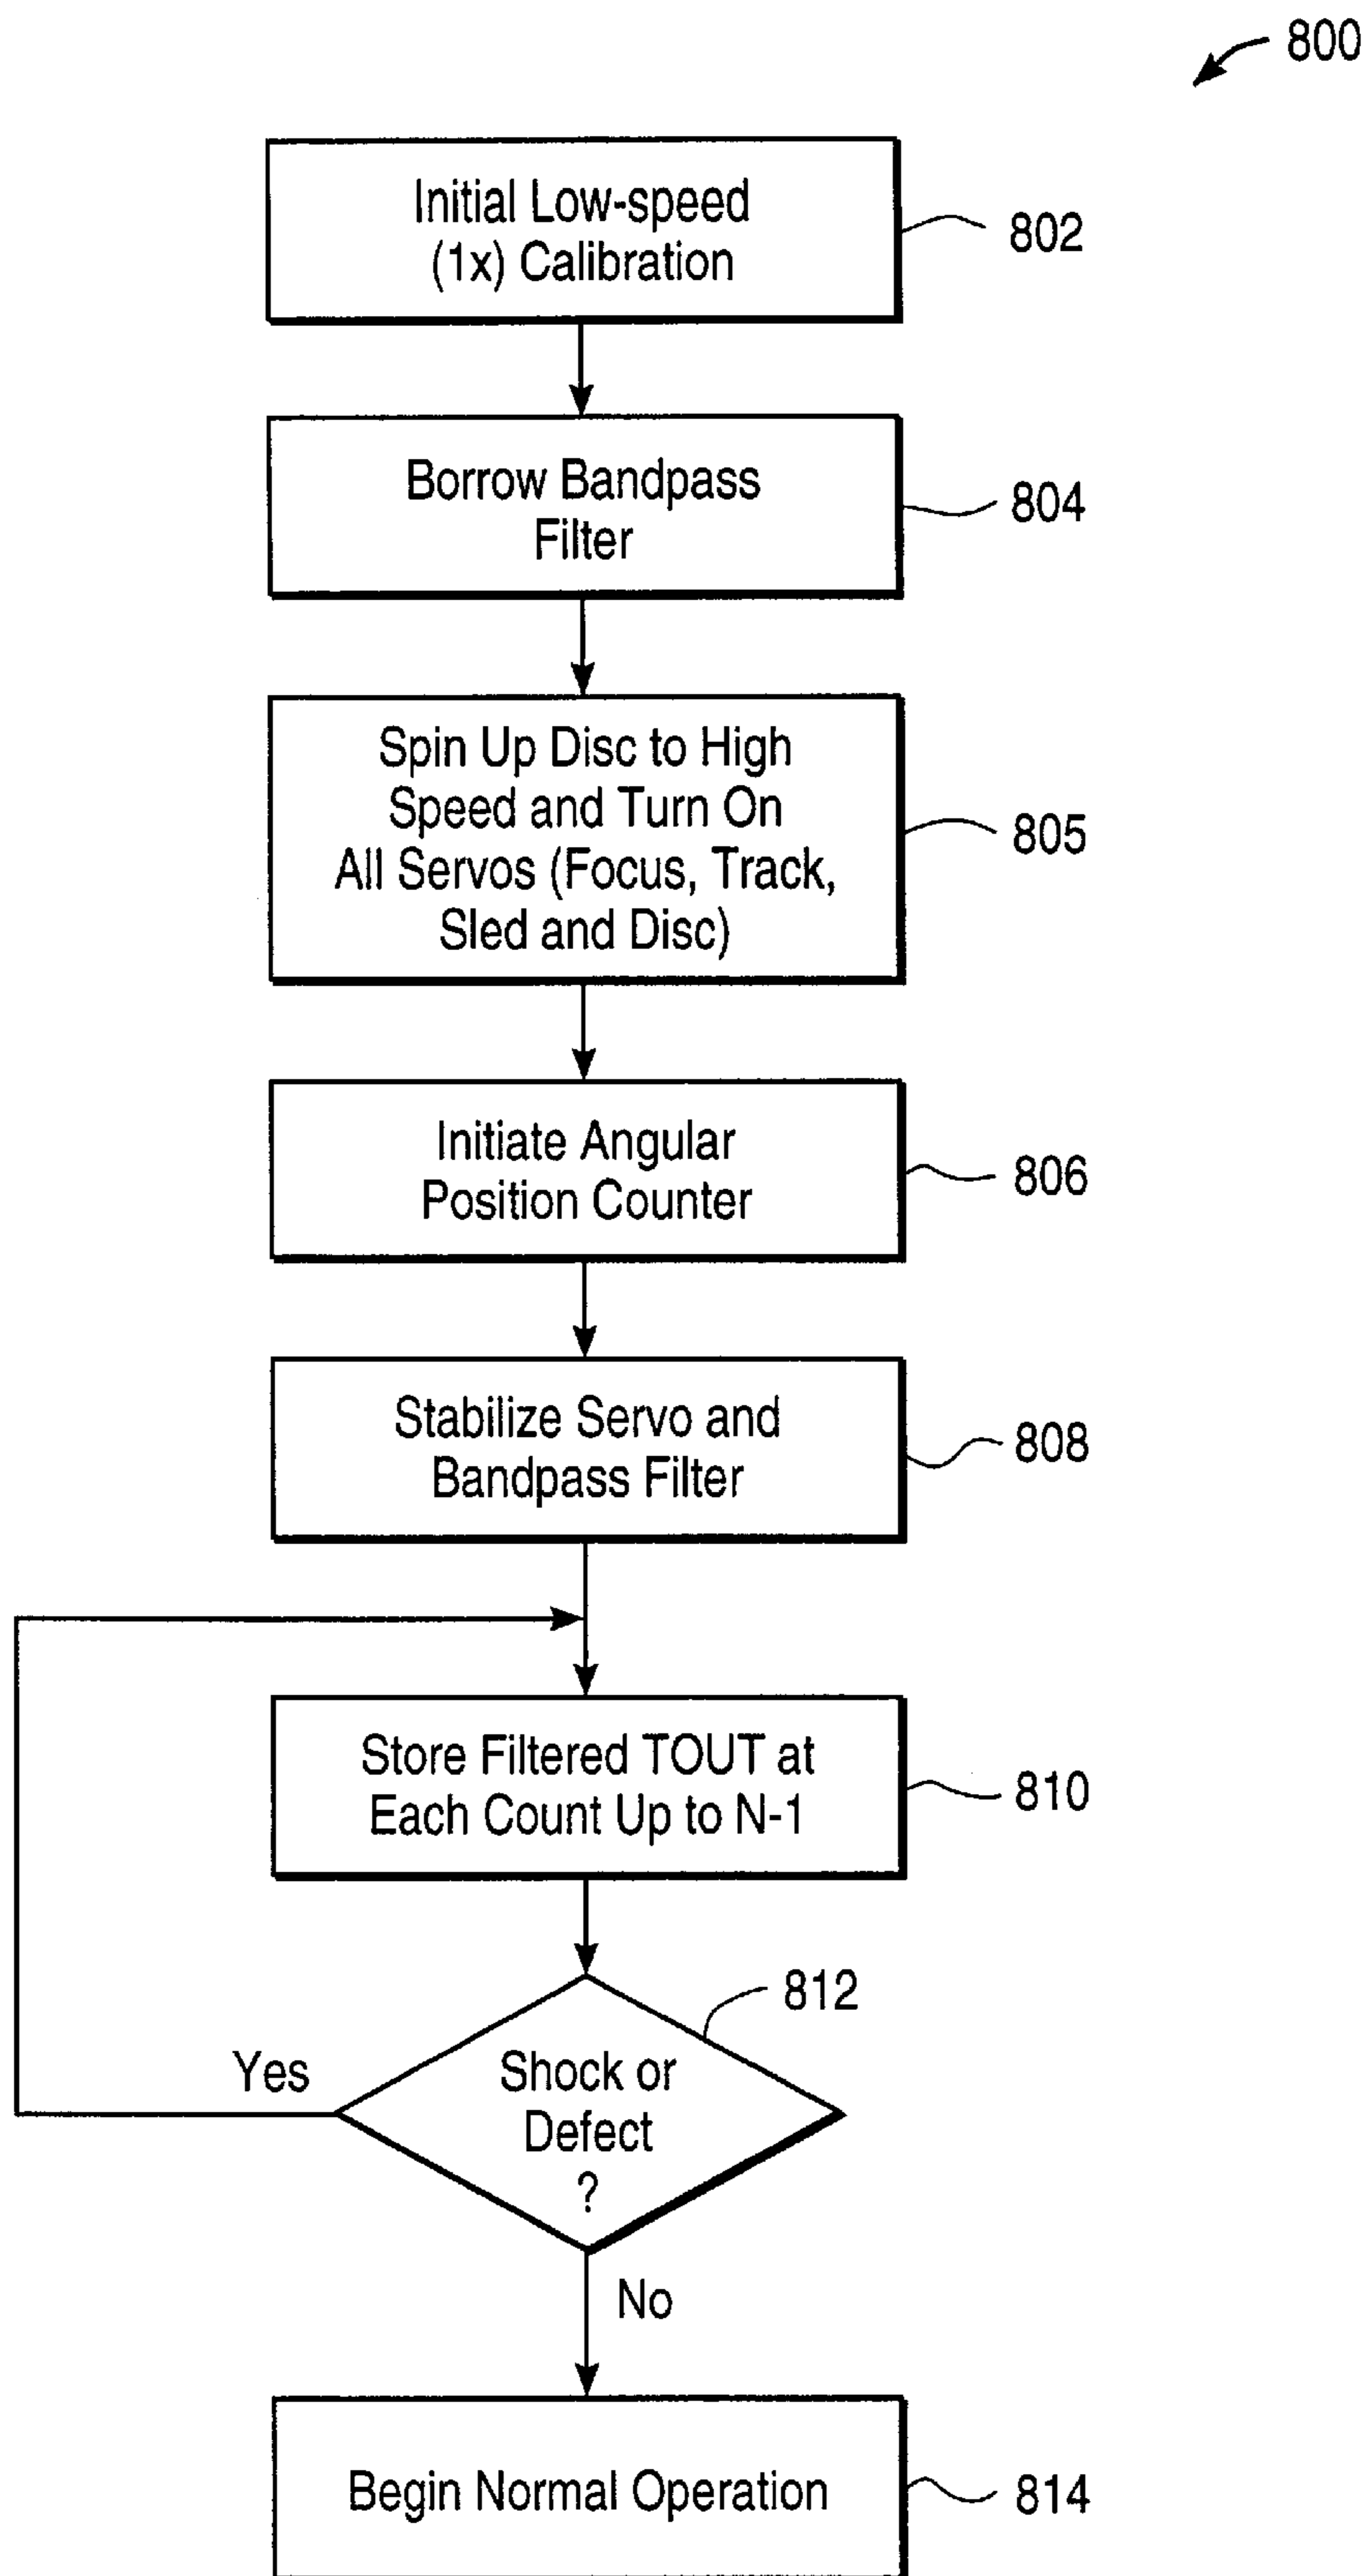 800
Initial Low-speed
(1x) Calibration
802
Borrow Bandpass
Filter
804
Spin Up Disc to High
Speed and Turn On
All Servos (Focus, Track,
Sled and Disc)
805
Initiate Angular
Position Counter
806
Stabilize Servo and
Bandpass Filter
808
Store Filtered TOUT at
Each Count Up to N-1
810
812
Shock or
Defect
?
Yes
No
Begin Normal Operation
814